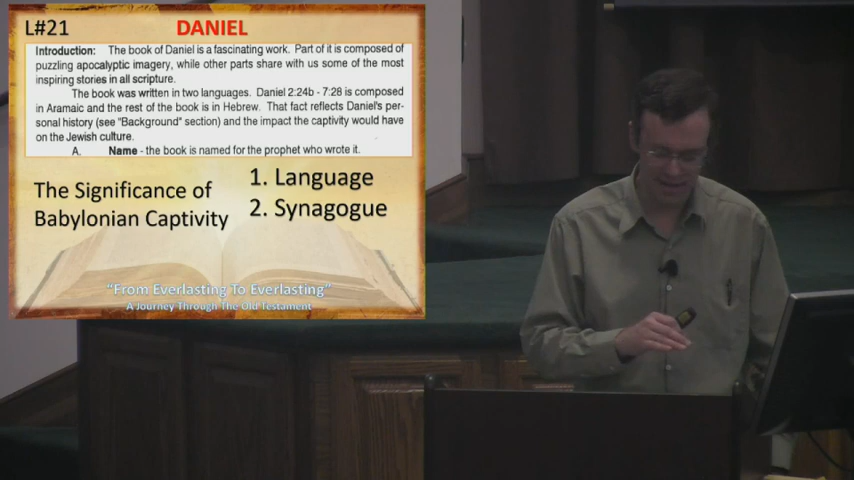 L#21
DANIEL
Introduction: The book of Daniel is a fascinating work. Part of it is composed of
puzzling apocalyptic imagery, while other parts share with us some of the most
inspiring stories in all scripture.
The book was written in two languages. Daniel 2:24b - 7:28 is composed
in Aramaic and the rest of the book is in Hebrew. That fact reflects Daniel's per-
sonal history (see "Background" section) and the impact the captivity would have
on the Jewish culture.
A. Name - the book is named for the prophet who wrote it.
The Significance of
Babylonian Captivity
1. Language
2. Synagogue
"From Everlasting To Everlasting"
A Journey Through The Old Testament